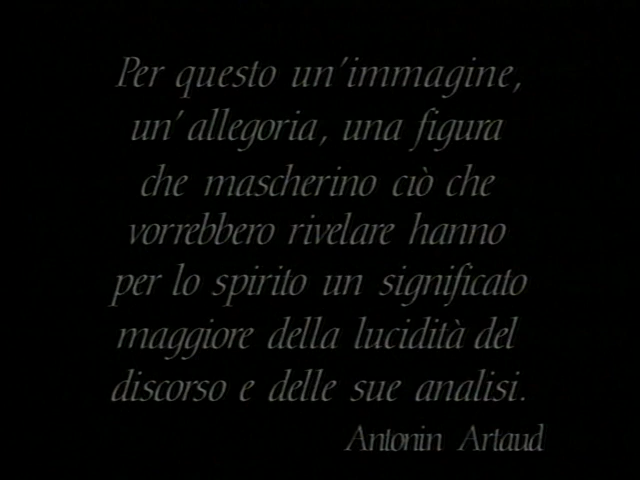 Per questo un'immagine,
un' allegoria, una figura
che mascherino ciò che
vorrebbero rivelare hanno
per lo spirito un significato
maggiore della lucidità del
discorso e delle sue analisi.
Antonin Artaud